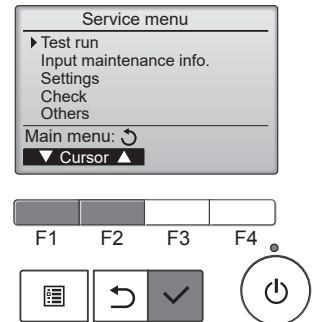 Service menu
Test run
Input maintenance info.
Settings
Check
Others
Main menu:
▼ Cursor ▲
F1 F2 F3 F4